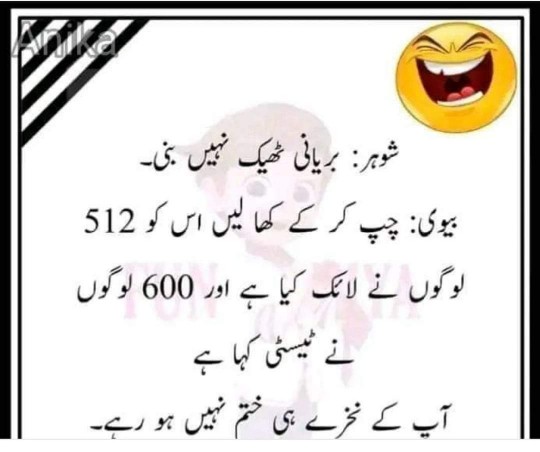 Anika
شوہر: بریانی ٹھیک نہیں بنی۔
بیوی: چپ کر کے کھا لیں اس کو 512
لوگوں نے لائک کیا ہے اور 600 لوگوں
نے ٹیسٹی کہا ہے
آپ کے نخرے ہی ختم نہیں ہو رہے۔